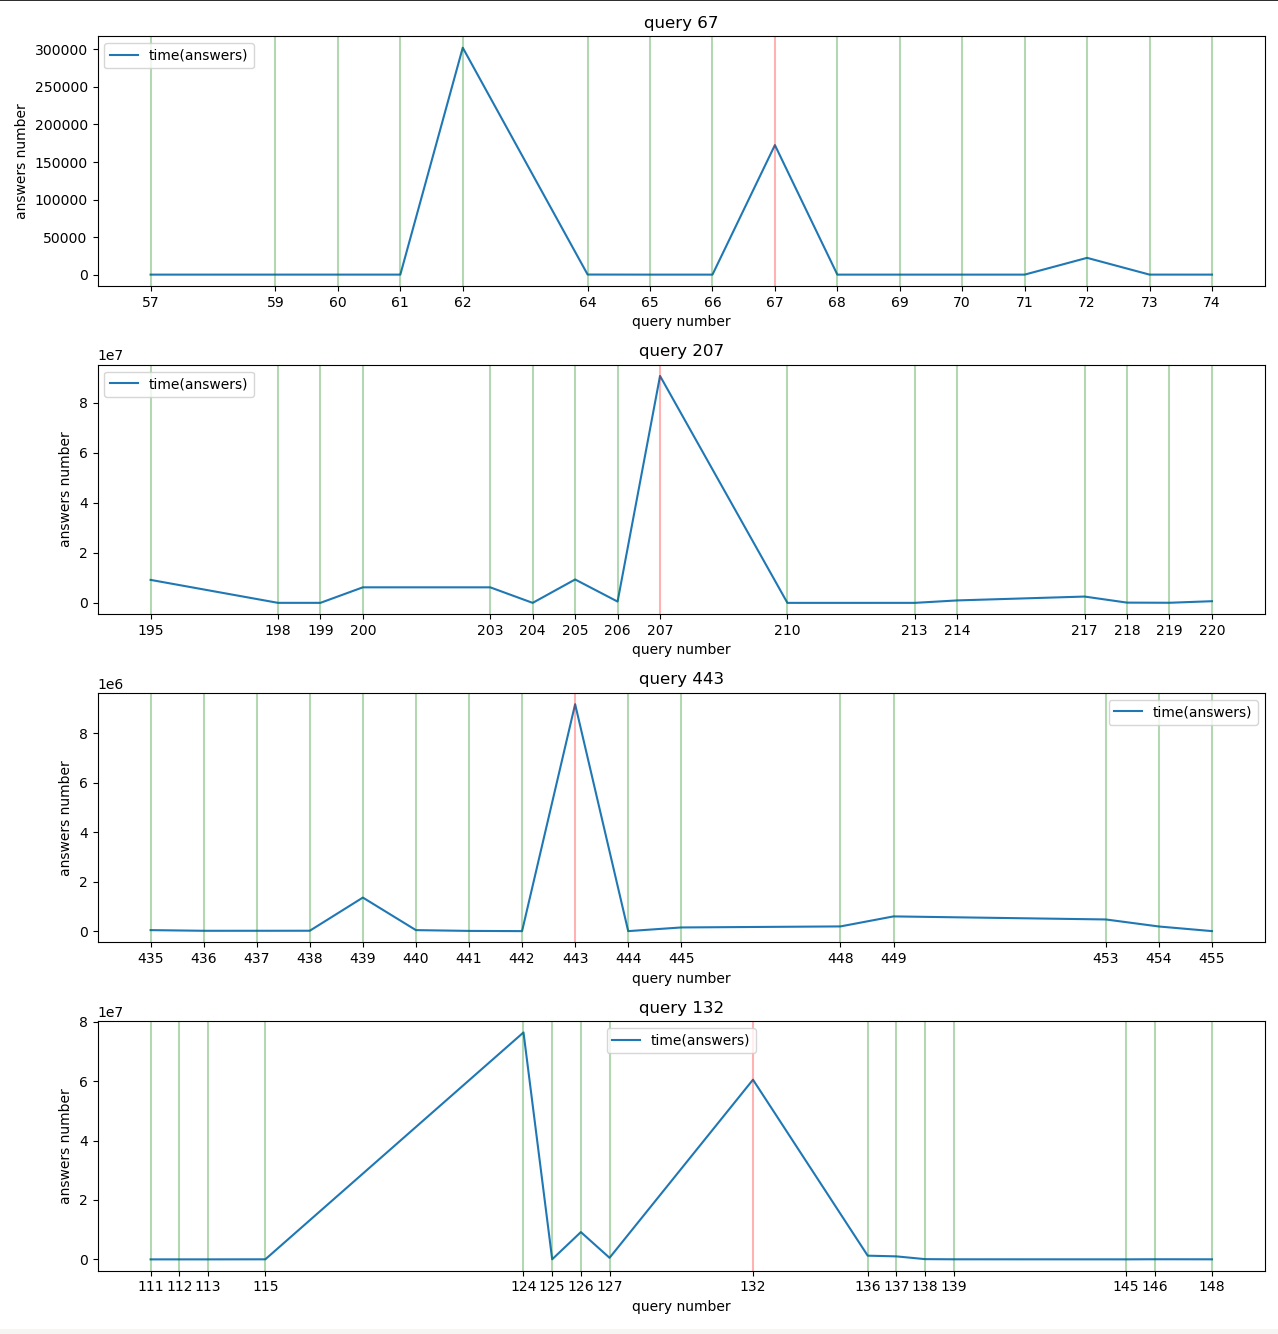 query 67
time(answers)
300000
250000
200000
150000
100000
50000
0
answers number
57 59 60 61 62 64 65 66 67 68 69 70 71 72 73 74
query number
query 207
1e7
time(answers)
8
6
4
2
0
answers number
195 198 199 200 203 204 205 206 207 210 213 214 217 218 219 220
query number
query 443
1e6
time(answers)
8
6
4
2
0
answers number
435 436 437 438 439 440 441 442 443 444 445 448 449 453 454 455
query number
query 132
1e7
time(answers)
8
6
4
2
0
answers number
111 112 113 115 124 125 126 127 132 136 137 138 139 145 146 148
query number